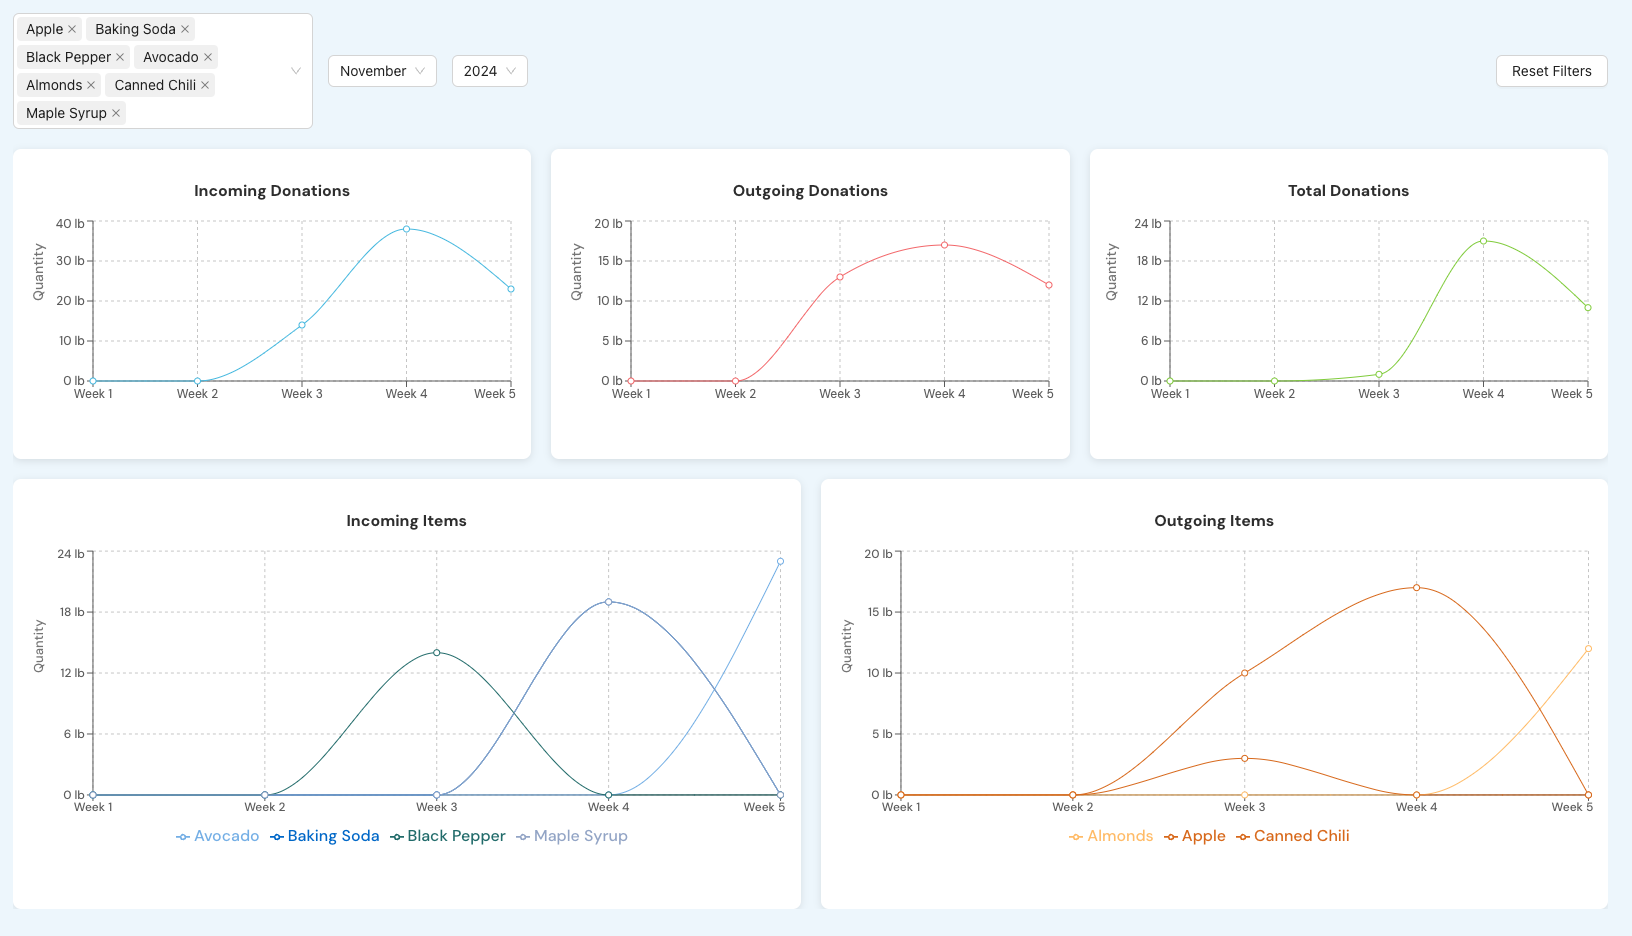 Apple
Baking Soda
Black Pepper
Avocado
Almonds
Canned Chili
Maple Syrup
November
2024
Reset Filters
Incoming Donations
40 lb
30 lb
20 lb
10 lb
0 lb
Quantity
Week 1 Week 2 Week 3 Week 4 Week 5
Outgoing Donations
20 lb
15 lb
10 lb
5 lb
0 lb
Quantity
Week 1 Week 2 Week 3 Week 4 Week 5
Total Donations
24 lb
18 lb
12 lb
6 lb
0 lb
Quantity
Week 1 Week 2 Week 3 Week 4 Week 5
Incoming Items
24 lb
18 lb
12 lb
6 lb
0 lb
Quantity
Week 1 Week 2 Week 3 Week 4 Week 5
Avocado Baking Soda Black Pepper Maple Syrup
Outgoing Items
20 lb
15 lb
10 lb
5 lb
0 lb
Quantity
Week 1 Week 2 Week 3 Week 4 Week 5
Almonds Apple Canned Chili